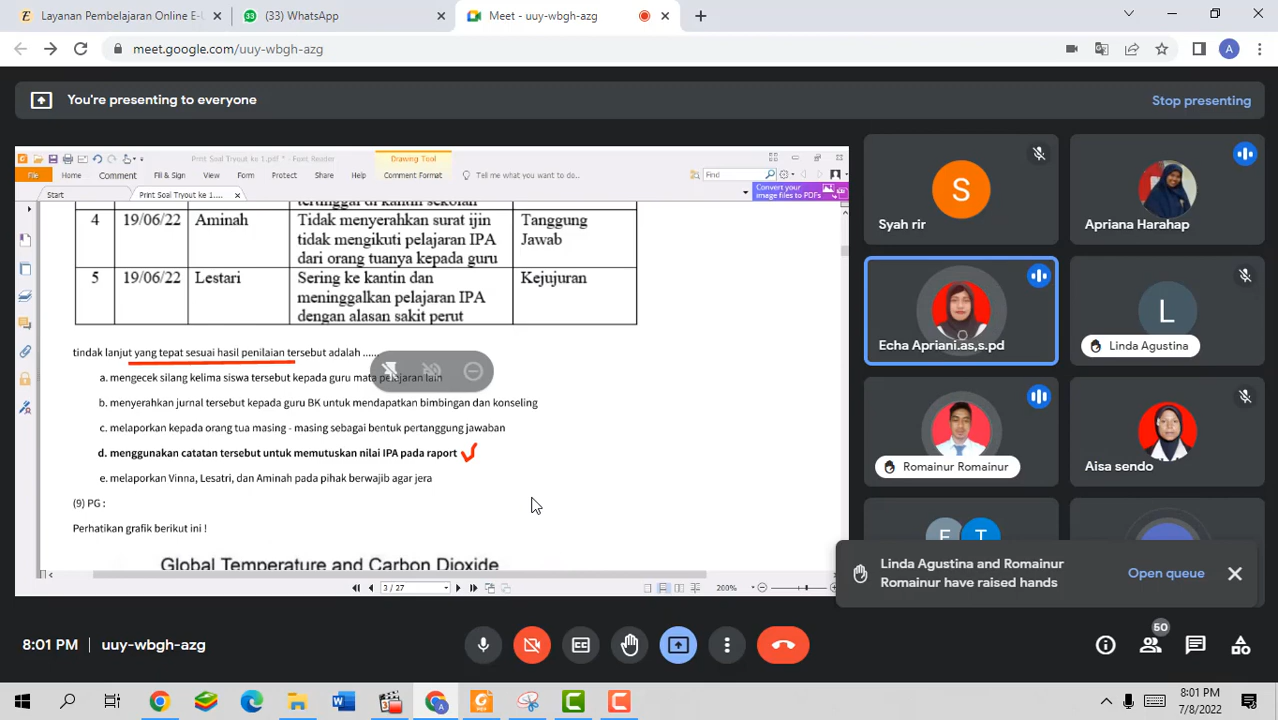 Layanan Pembelajaran Online E-U
(33) WhatsApp
Meet - uuy-wbgh-azg
meet.google.com/uuy-wbgh-azg
A
You're presenting to everyone
Stop presenting
Print Soal Tryout ke 1.pdf * - Foxit Reader
Drawing Tool
File
Home
Comment
Fill & Sign
View
Form
Protect
Share
Help
Comment Format
Tell me what you want to do...
Find
Start
Print Soal Tryout ke 1....
Convert your
image files to PDFs
tertinggal di kantin sekolah
4 19/06/22 Aminah Tidak menyerahkan surat ijin Tanggung
tidak mengikuti pelajaran IPA Jawab
dari orang tuanya kepada guru
5 19/06/22 Lestari Sering ke kantin dan Kejujuran
meninggalkan pelajaran IPA
dengan alasan sakit perut
tindak lanjut yang tepat sesuai hasil penilaian tersebut adalah ......
a. mengecek silang kelima siswa tersebut kepada guru mata pelajaran lain
b. menyerahkan jurnal tersebut kepada guru BK untuk mendapatkan bimbingan dan konseling
c. melaporkan kepada orang tua masing - masing sebagai bentuk pertanggung jawaban
d. menggunakan catatan tersebut untuk memutuskan nilai IPA pada raport
e. melaporkan Vinna, Lesatri, dan Aminah pada pihak berwajib agar jera
(9) PG :
Perhatikan grafik berikut ini !
Global Temperature and Carbon Dioxide
3 / 27
200%
S
Syah rir
Apriana Harahap
Echa Apriani.as,s.pd
L
Linda Agustina
Romainur Romainur
Aisa sendo
T
Linda Agustina and Romainur
Romainur have raised hands
Open queue
8:01 PM | uuy-wbgh-azg
CC
60
8:01 PM
7/8/2022